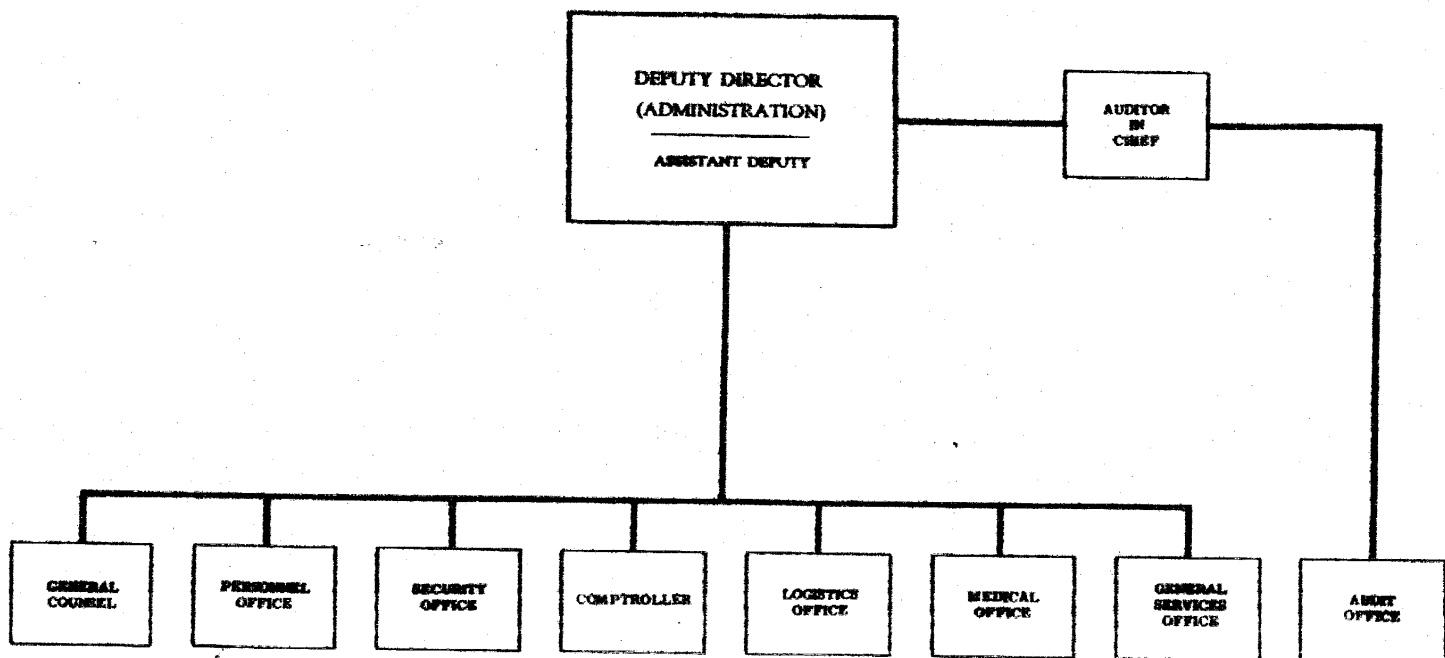 DEPUTY DIRECTOR
(ADMINISTRATION)
ASSISTANT DEPUTY
AUDITOR
IN
CHIEF
GENERAL
COUNSEL
PERSONNEL
OFFICE
SECURITY
OFFICE
COMPTROLLER
LOGISTICS
OFFICE
MEDICAL
OFFICE
GENERAL
SERVICES
OFFICE
AUDIT
OFFICE